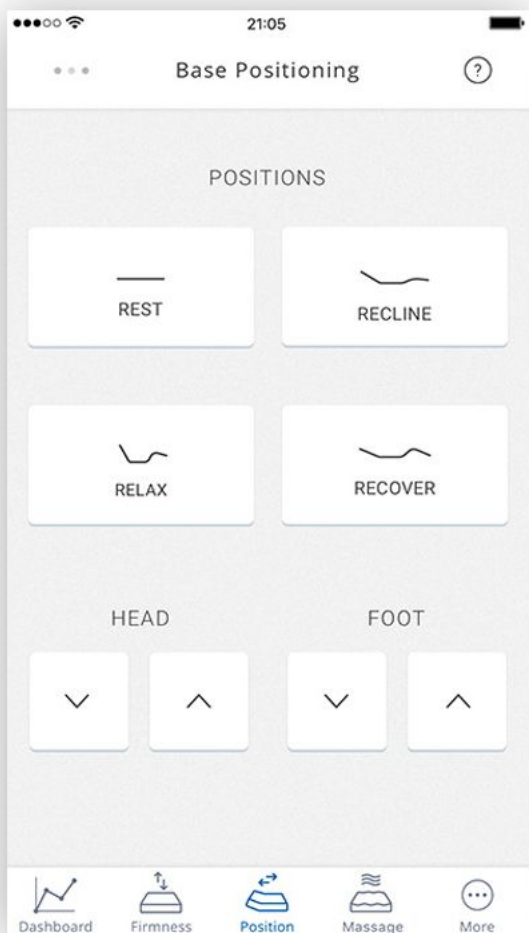 21:05
Base Positioning
?
POSITIONS
REST
RECLINE
RELAX
RECOVER
HEAD
FOOT
Dashboard
Firmness
Position
Massage
More